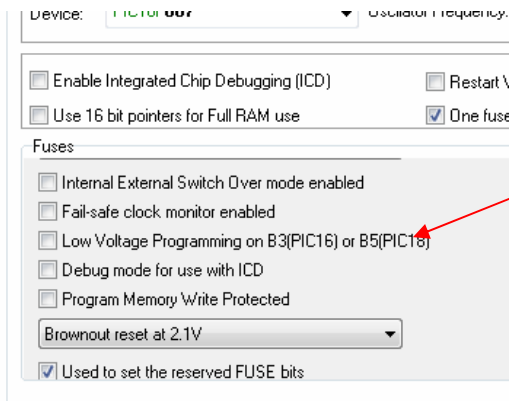 Device: PIC16F887 Oscilator Frequency:
Enable Integrated Chip Debugging (ICD) Restart
Use 16 bit pointers for Full RAM use One fuse
Fuses
Internal External Switch Over mode enabled
Fail-safe clock monitor enabled
Low Voltage Programming on B3(PIC16) or B5(PIC18)
Debug mode for use with ICD
Program Memory Write Protected
Brownout reset at 2.1V
Used to set the reserved FUSE bits